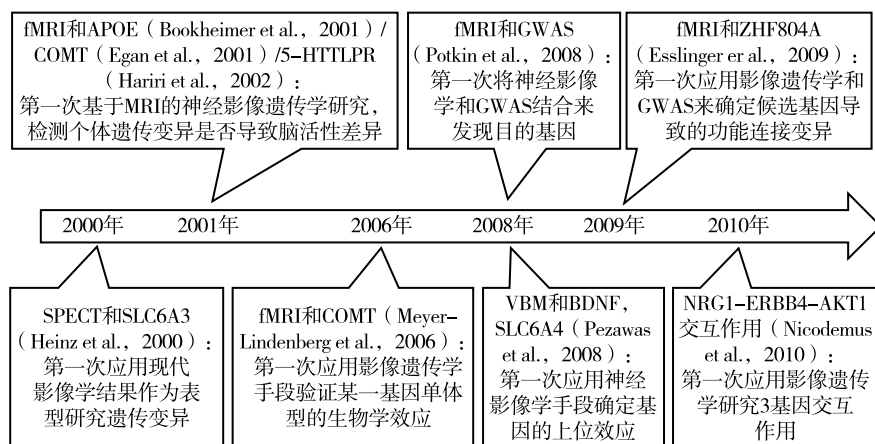 fMRI和APOE（Bookheimer et al.，2001）/
COMT（Egan et al.，2001）/5-HTTLPR
（Hariri et al.，2002）：
第一次基于MRI的神经影像遗传学研究，
检测个体遗传变异是否导致脑活性差异
fMRI和GWAS
（Potkin et al.，2008）：
第一次将神经影像
学和GWAS结合来
发现目的基因
fMRI和ZHF804A
（Esslinger er al.，2009）：
第一次应用影像遗传学和
GWAS来确定候选基因导
致的功能连接变异
2000年
2001年
2006年
2008年
2009年
2010年
SPECT和SLC6A3
（Heinz et al.，2000）：
第一次应用现代
影像学结果作为表
型研究遗传变异
fMRI和COMT（Meyer-
Lindenberg et al.，2006）：
第一次应用影像遗传学
手段验证某一基因单体
型的生物学效应
VBM和BDNF，
SLC6A4（Pezawas
et al.，2008）：
第一次应用神经
影像学手段确定基
因的上位效应
NRG1-ERBB4-AKT1
交互作用（Nicodemus
et al.，2010）：
第一次应用影像遗传
学研究3基因交互
作用